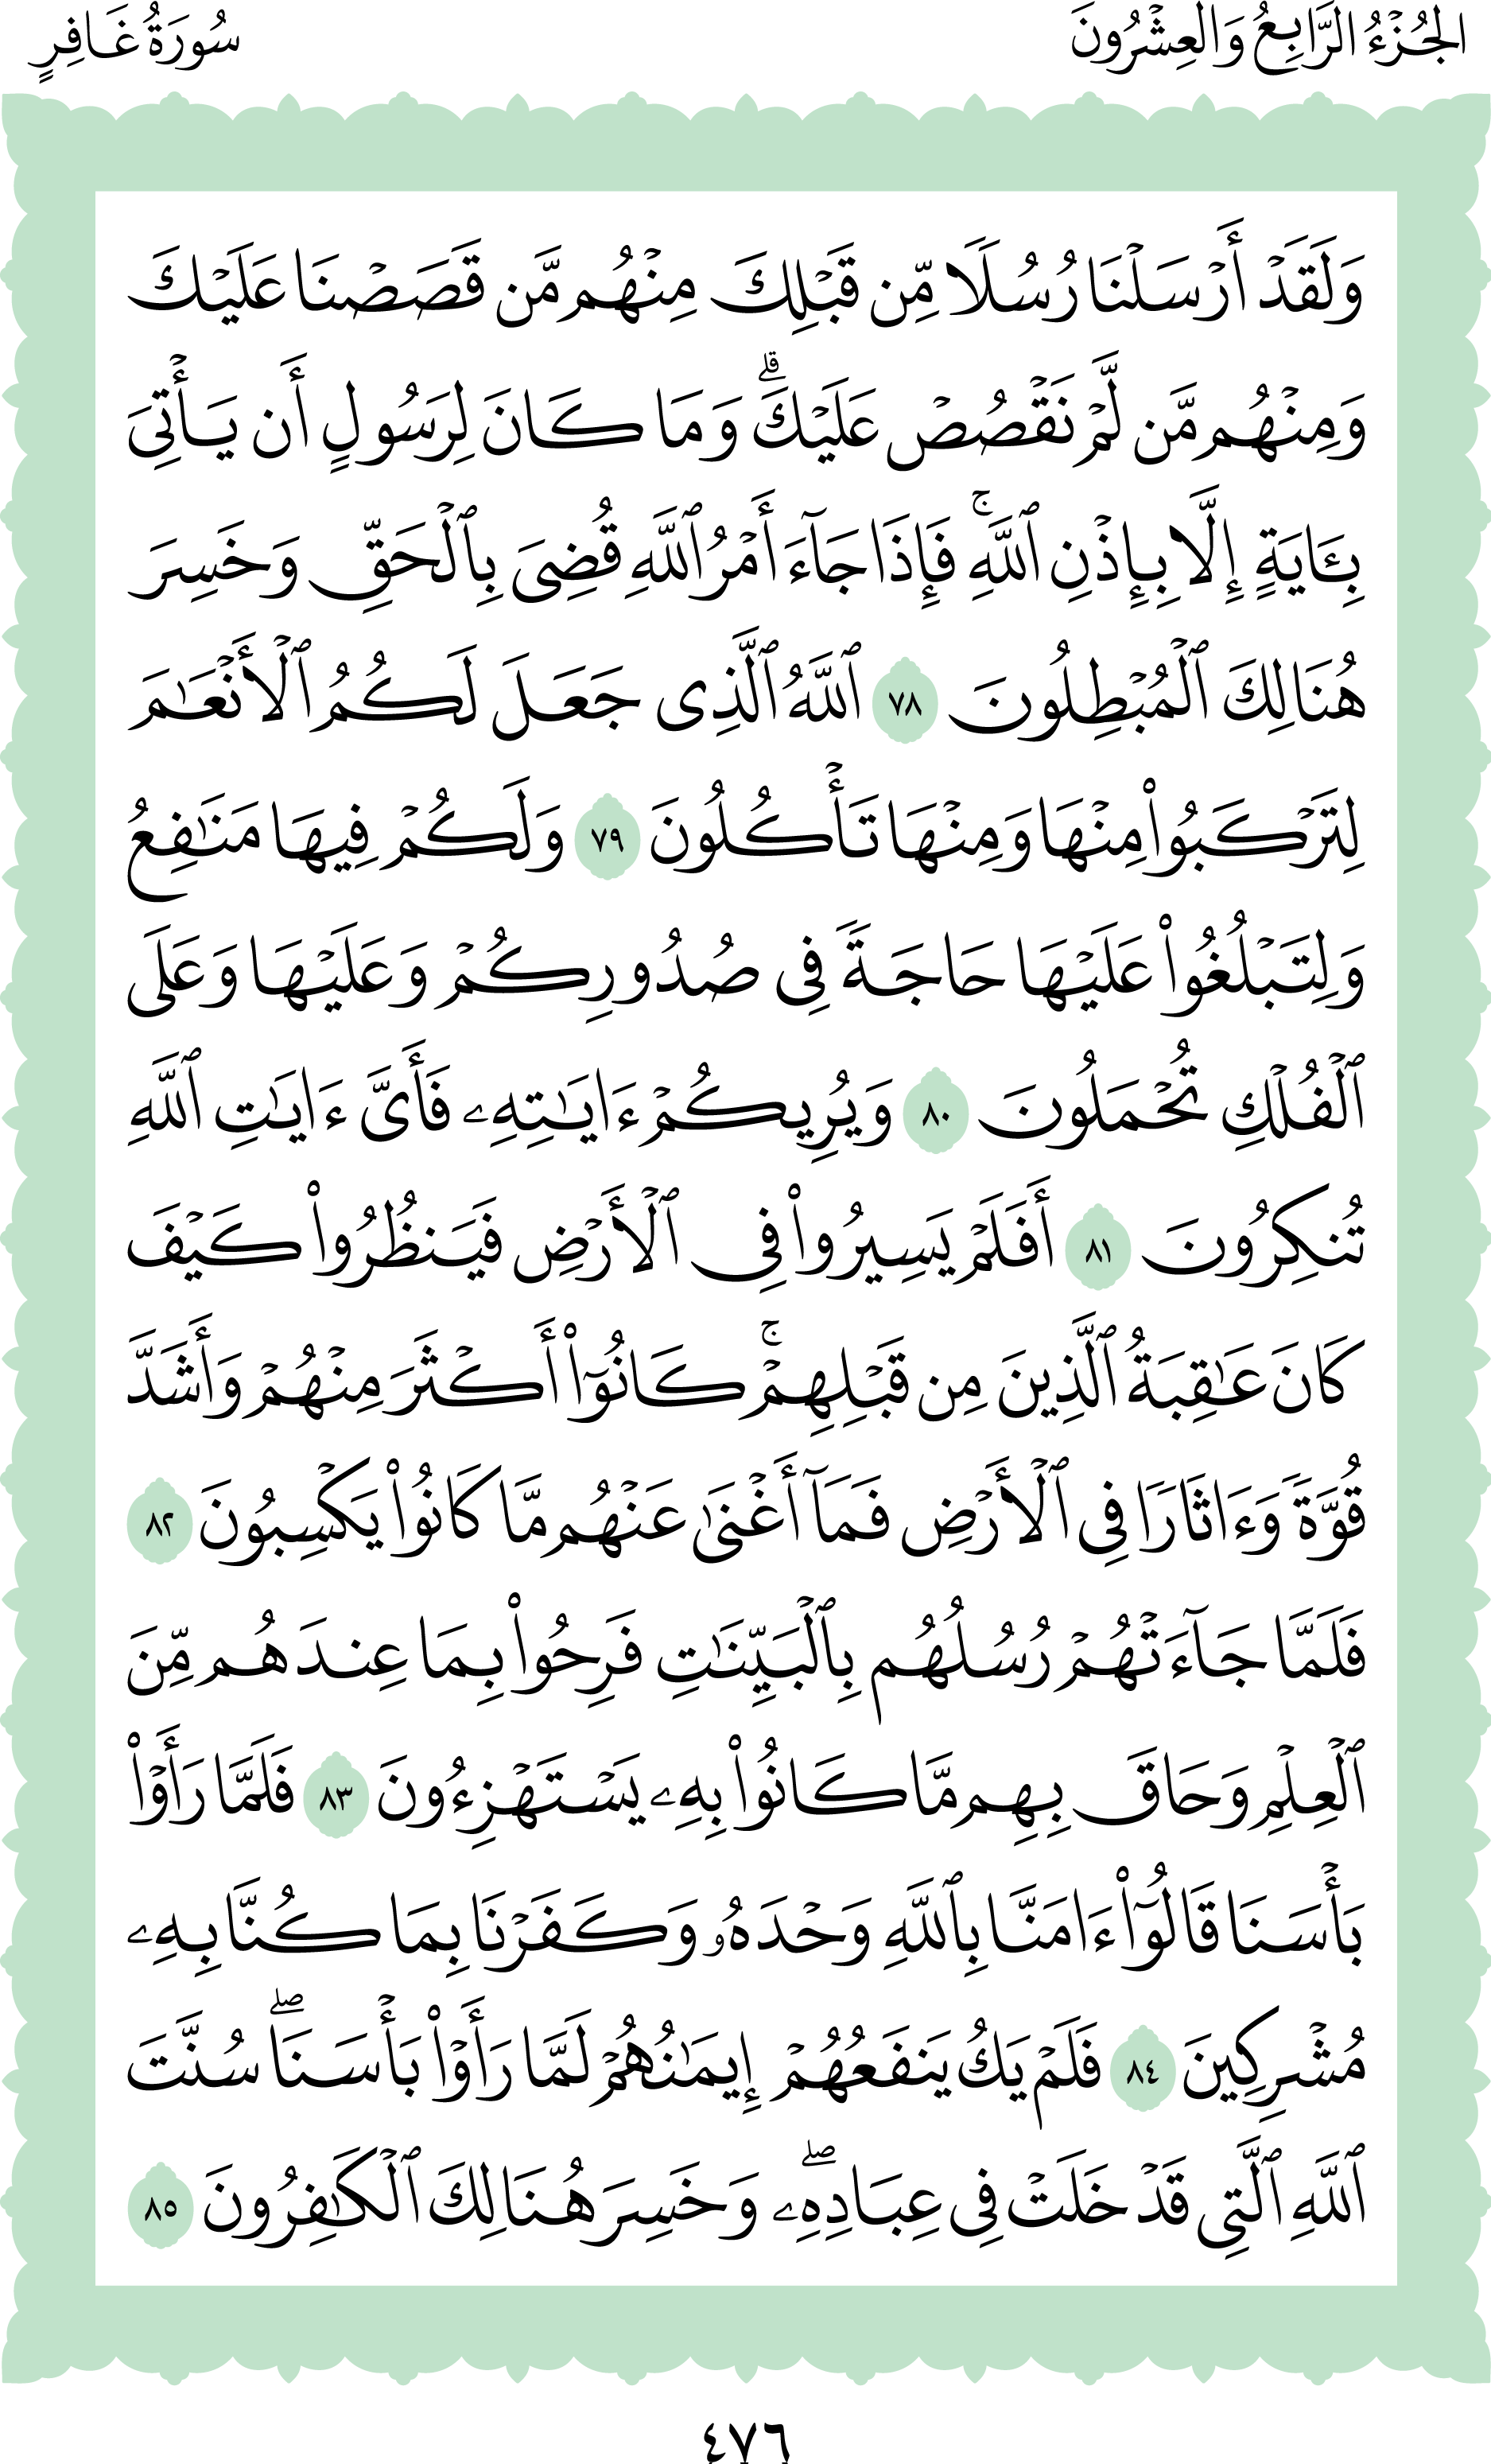 الجُزْءُ الرَّابِعُ وَالعِشْرُونَ
سُورَةُ غَافِرٍ
وَلَقَدۡ أَرۡسَلۡنَا رُسُلٗا مِّن قَبۡلِكَ مِنۡهُم مَّن قَصَصۡنَا عَلَيۡكَ
وَمِنۡهُم مَّن لَّمۡ نَقۡصُصۡ عَلَيۡكَۗ وَمَا كَانَ لِرَسُولٍ أَن يَأۡتِيَ
بِـَٔايَةٍ إِلَّا بِإِذۡنِ ٱللَّهِۚ فَإِذَا جَآءَ أَمۡرُ ٱللَّهِ قُضِيَ بِٱلۡحَقِّ وَخَسِرَ
هُنَالِكَ ٱلۡمُبۡطِلُونَ ٧٨ ٱللَّهُ ٱلَّذِي جَعَلَ لَكُمُ ٱلۡأَنۡعَٰمَ
لِتَرۡكَبُواْ مِنۡهَا وَمِنۡهَا تَأۡكُلُونَ ٧٩ وَلَكُمۡ فِيهَا مَنَٰفِعُ
وَلِتَبۡلُغُواْ عَلَيۡهَا حَاجَةٗ فِي صُدُورِكُمۡ وَعَلَيۡهَا وَعَلَى
ٱلۡفُلۡكِ تُحۡمَلُونَ ٨٠ وَيُرِيكُمۡ ءَايَٰتِهِۦ فَأَيَّ ءَايَٰتِ ٱللَّهِ
تُنكِرُونَ ٨١ أَفَلَمۡ يَسِيرُواْ فِي ٱلۡأَرۡضِ فَيَنظُرُواْ كَيۡفَ
كَانَ عَٰقِبَةُ ٱلَّذِينَ مِن قَبۡلِهِمۡۚ كَانُوٓاْ أَكۡثَرَ مِنۡهُمۡ وَأَشَدَّ
قُوَّةٗ وَءَاثَارٗا فِي ٱلۡأَرۡضِ فَمَآ أَغۡنَىٰ عَنۡهُم مَّا كَانُواْ يَكۡسِبُونَ ٨٢
فَلَمَّا جَآءَتۡهُمۡ رُسُلُهُم بِٱلۡبَيِّنَٰتِ فَرِحُواْ بِمَا عِندَهُم مِّنَ
ٱلۡعِلۡمِ وَحَاقَ بِهِم مَّا كَانُواْ بِهِۦ يَسۡتَهۡزِءُونَ ٨٣ فَلَمَّا رَأَوۡاْ
بَأۡسَنَا قَالُوٓاْ ءَامَنَّا بِٱللَّهِ وَحۡدَهُۥ وَكَفَرۡنَا بِمَا كُنَّا بِهِۦ
مُشۡرِكِينَ ٨٤ فَلَمۡ يَكُ يَنفَعُهُمۡ إِيمَٰنُهُمۡ لَمَّا رَأَوۡاْ بَأۡسَنَاۖ سُنَّتَ
ٱللَّهِ ٱلَّتِي قَدۡ خَلَتۡ فِي عِبَادِهِۦۖ وَخَسِرَ هُنَالِكَ ٱلۡكَٰفِرُونَ ٨٥
٤٧٦